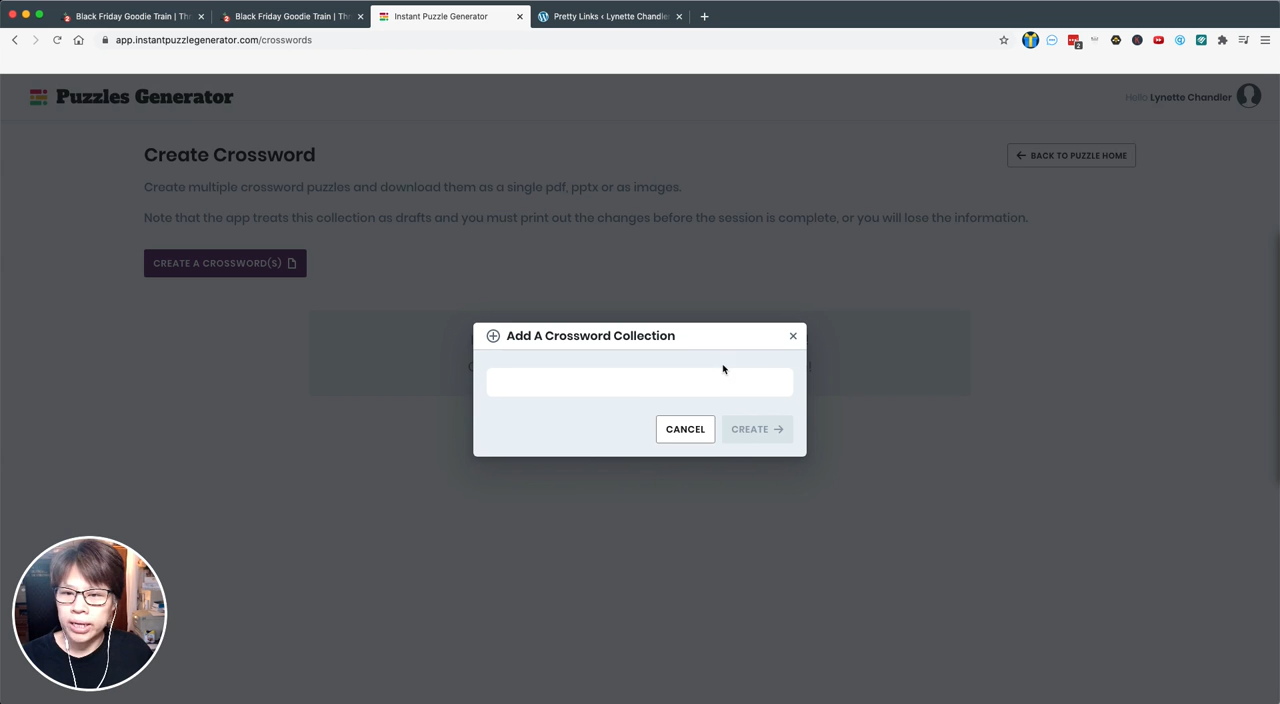 Black Friday Goodie Train | Thr
Black Friday Goodie Train | Thr
Instant Puzzle Generator
Pretty Links ‹ Lynette Chandler
app.instantpuzzlegenerator.com/crosswords
2
Puzzles Generator
Hello Lynette Chandler
Create Crossword
BACK TO PUZZLE HOME
Create multiple crossword puzzles and download them as a single pdf, pptx or as images.
Note that the app treats this collection as drafts and you must print out the changes before the session is complete, or you will lose the information.
CREATE A CROSSWORD(S)
Add A Crossword Collection
CANCEL
CREATE